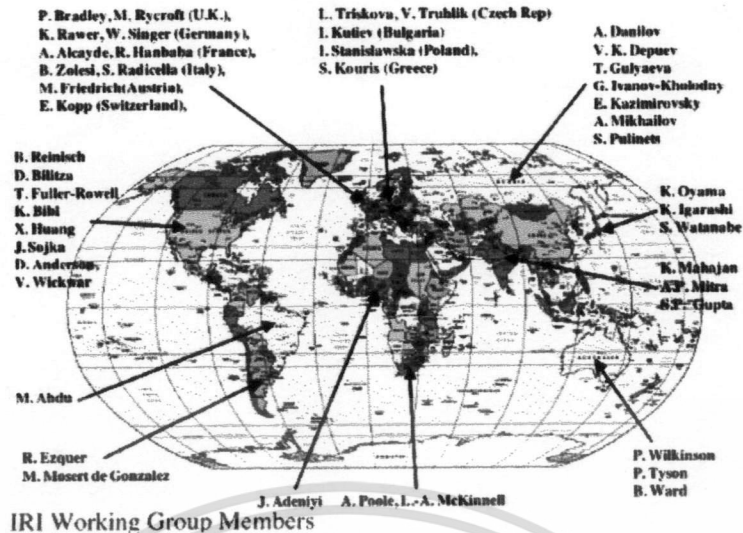 P. Bradley, M. Rycroft (U.K.),
K. Rawer, W. Singer (Germany),
A. Alcayde, R. Hanbaba (France),
B. Zolesi, S. Radicella (Italy),
M. Friedrich(Austria),
E. Kopp (Switzerland),
L. Triskova, V. Truhlik (Czech Rep)
I. Kutiev (Bulgaria)
I. Stanislawska (Poland),
S. Kouris (Greece)
A. Danilov
V. K. Depuev
T. Gulyaeva
G. Ivanov-Kholodny
E. Kazimirovsky
A. Mikhailov
S. Pulinets
B. Reinisch
D. Bilitza
T. Fuller-Rowell
K. Bibl
X. Huang
J. Sojka
D. Anderson,
V. Wickwar
K. Oyama
K. Igarashi
S. Watanabe
K. Mahajan
A.P. Mitra
S.P. Gupta
RUSSIA
AUSTRALIA
M. Abdu
R. Ezquer
M. Mosert de Gonzalez
J. Adeniyi
A. Poole, L.-A. McKinnell
P. Wilkinson
P. Tyson
B. Ward
IRI Working Group Members